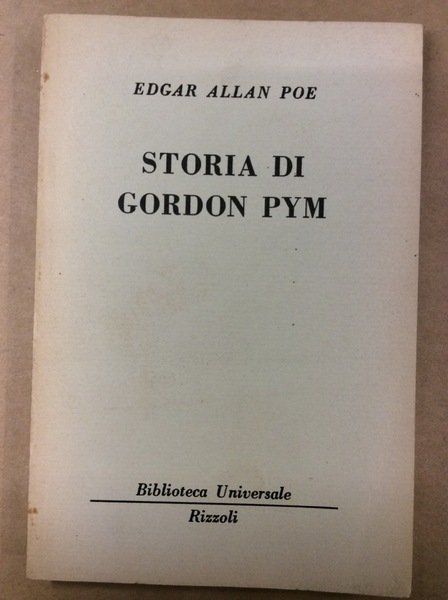 EDGAR ALLAN POE
STORIA DI
GORDON PYM
Biblioteca Universale
Rizzoli